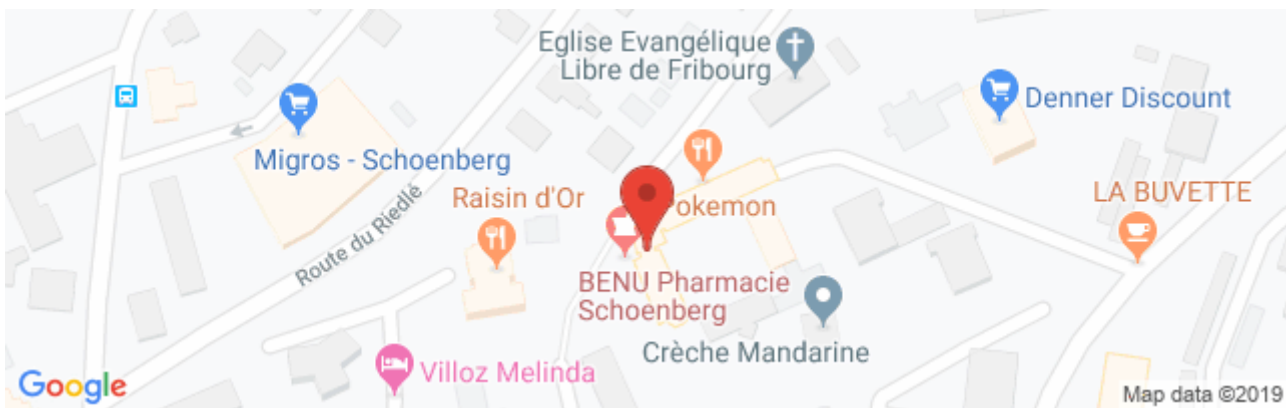 Eglise Evangélique
Libre de Fribourg
Denner Discount
Migros - Schoenberg
Raisin d'Or
Pokemon
LA BUVETTE
Route du Riedlé
BENU Pharmacie
Schoenberg
Crèche Mandarine
Villoz Melinda
Google
Map data ©2019